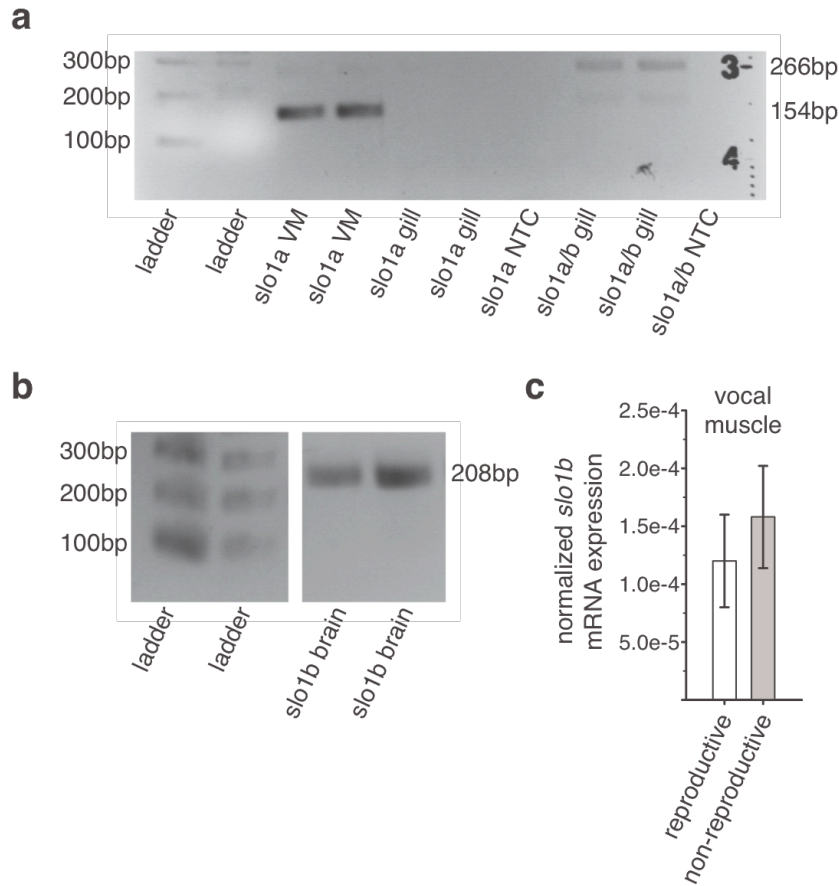 a
300bp
200bp
100bp
3
266bp
154bp
4
ladder
ladder
slo1a VM
slo1a VM
slo1a gill
slo1a gill
slo1a NTC
slo1a/b gill
slo1a/b gill
slo1a/b NTC
b
300bp
200bp
100bp
208bp
ladder
ladder
slo1b brain
slo1b brain
c
vocal
muscle
normalized slo1b
mRNA expression
2.5e-4
2.0e-4
1.5e-4
1.0e-4
5.0e-5
reproductive
non-reproductive